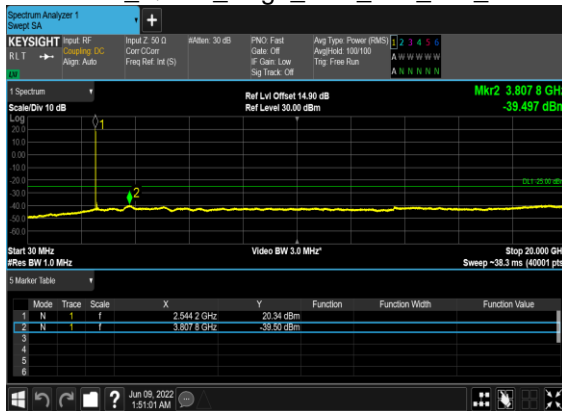 Spectrum Analyzer 1
Swept SA
+
KEYSIGHT Input: RF Input Z: 50 Ω #Atten: 30 dB PNO: Fast Avg Type: Power (RMS) 1 2 3 4 5 6
RLT Coupling: DC Corr CCorr Gate: Off Avg|Hold: 100/100 A W W W W W
Align: Auto Freq Ref: Int (S) IF Gain: Low Trig: Free Run
Sig Track: Off A N N N N N
1 Spectrum Ref Lvl Offset 14.90 dB Mkr2 3.807 8 GHz
Scale/Div 10 dB Ref Level 30.00 dBm -39.497 dBm
Log
20.0
10.0
0.00
-10.0
-20.0
-30.0
-40.0
-50.0
-60.0
1
2
DL1 -25.00 dBm
Start 30 MHz Video BW 3.0 MHz* Stop 20.000 GH
#Res BW 1.0 MHz Sweep ~38.3 ms (40001 pts
5 Marker Table
Mode Trace Scale X Y Function Function Width Function Value
1 N 1 f 2.544 2 GHz 20.34 dBm
2 N 1 f 3.807 8 GHz -39.50 dBm
3
4
5
6
? Jun 09, 2022
1:51:01 AM